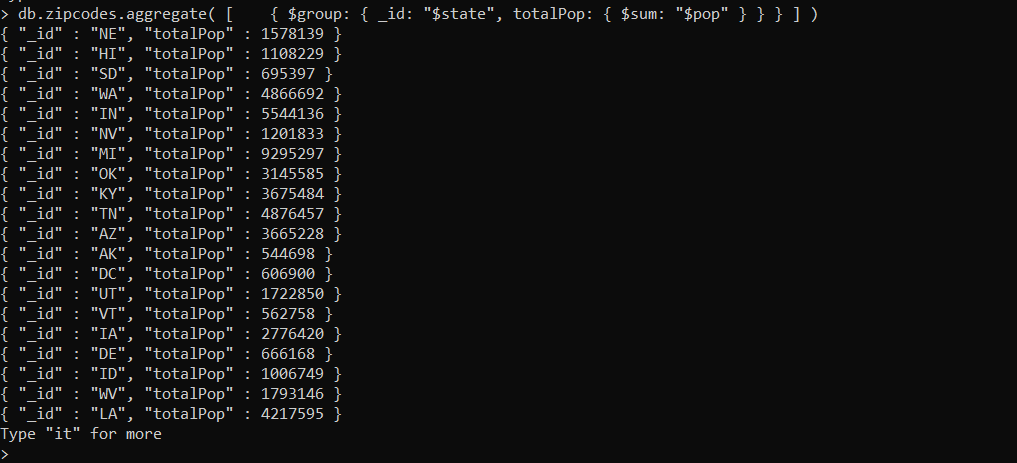 > db.zipcodes.aggregate( [    { $group: { _id: "$state", totalPop: { $sum: "$pop" } } } ] )
{ "_id" : "NE", "totalPop" : 1578139 }
{ "_id" : "HI", "totalPop" : 1108229 }
{ "_id" : "SD", "totalPop" : 695397 }
{ "_id" : "WA", "totalPop" : 4866692 }
{ "_id" : "IN", "totalPop" : 5544136 }
{ "_id" : "NV", "totalPop" : 1201833 }
{ "_id" : "MI", "totalPop" : 9295297 }
{ "_id" : "OK", "totalPop" : 3145585 }
{ "_id" : "KY", "totalPop" : 3675484 }
{ "_id" : "TN", "totalPop" : 4876457 }
{ "_id" : "AZ", "totalPop" : 3665228 }
{ "_id" : "AK", "totalPop" : 544698 }
{ "_id" : "DC", "totalPop" : 606900 }
{ "_id" : "UT", "totalPop" : 1722850 }
{ "_id" : "VT", "totalPop" : 562758 }
{ "_id" : "IA", "totalPop" : 2776420 }
{ "_id" : "DE", "totalPop" : 666168 }
{ "_id" : "ID", "totalPop" : 1006749 }
{ "_id" : "WV", "totalPop" : 1793146 }
{ "_id" : "LA", "totalPop" : 4217595 }
Type "it" for more
>